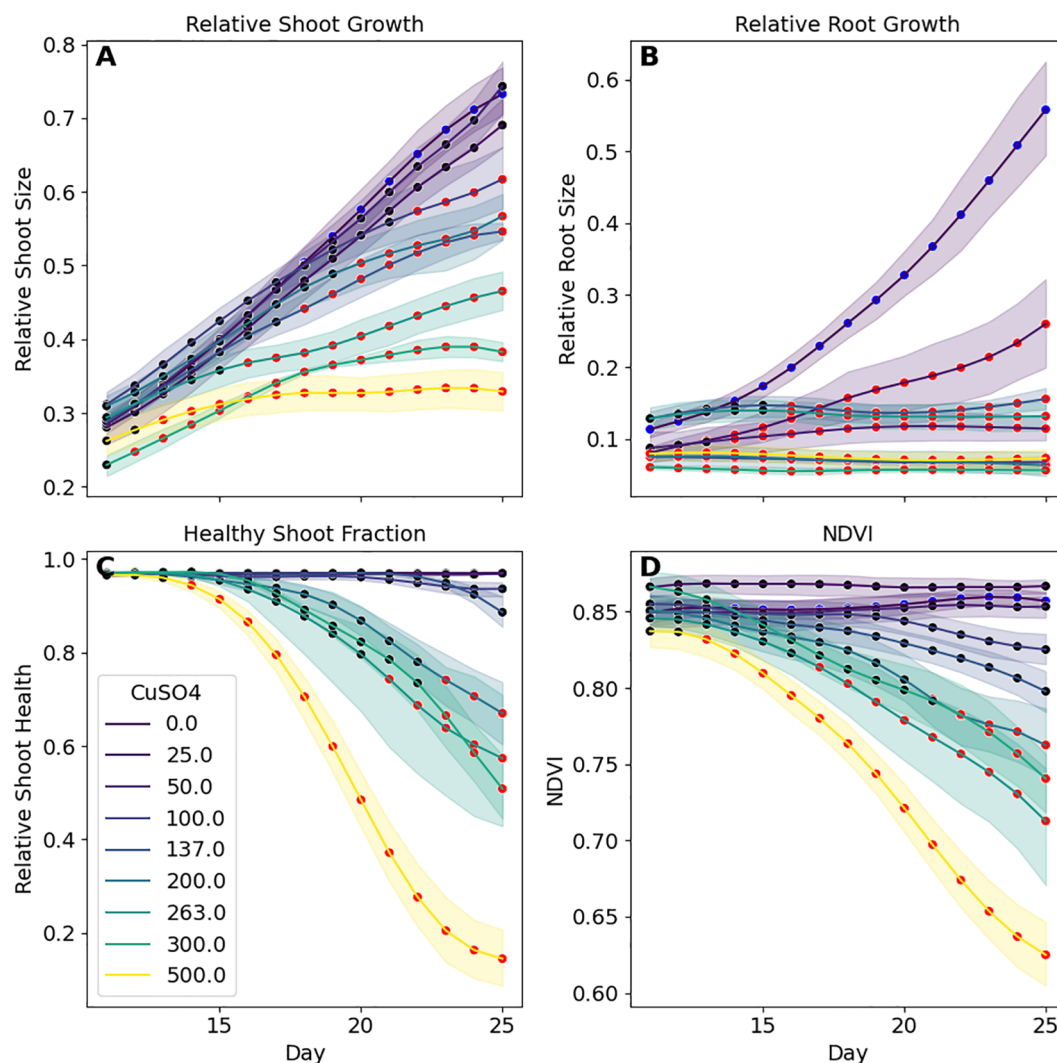 Relative Shoot Growth
A
0.8
0.7
0.6
0.5
0.4
0.3
0.2
Relative Shoot Size
Relative Root Growth
B
0.6
0.5
0.4
0.3
0.2
0.1
Relative Root Size
Healthy Shoot Fraction
C
1.0
0.8
0.6
0.4
0.2
Relative Shoot Health
CuSO4
0.0
25.0
50.0
100.0
137.0
200.0
263.0
300.0
500.0
15
20
25
Day
NDVI
D
0.85
0.80
0.75
0.70
0.65
0.60
NDVI
15
20
25
Day